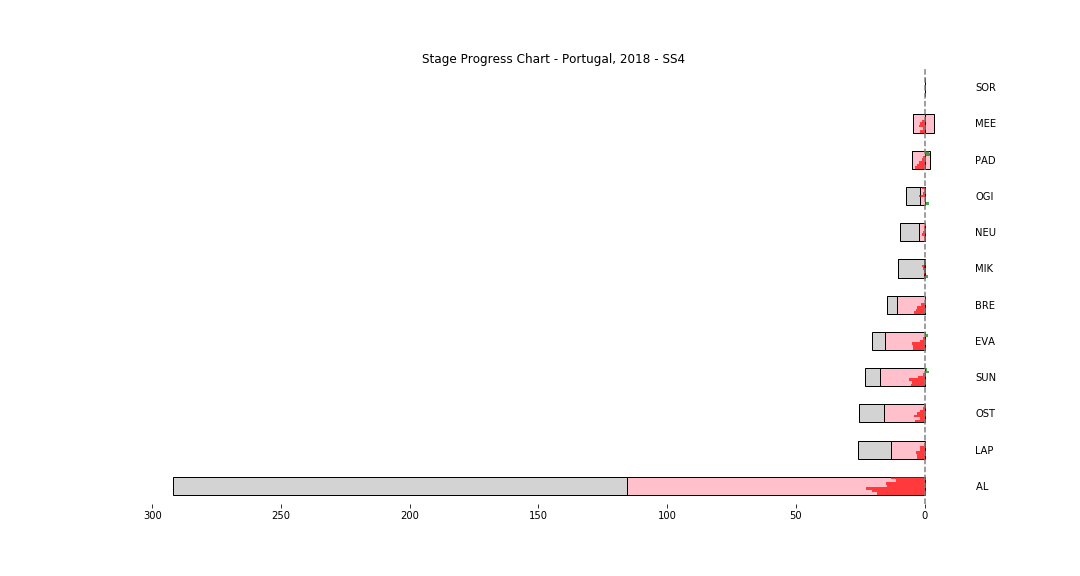 Stage Progress Chart - Portugal, 2018 - SS4
SOR
MEE
PAD
OGI
NEU
MIK
BRE
EVA
SUN
OST
LAP
AL
300 250 200 150 100 50 0